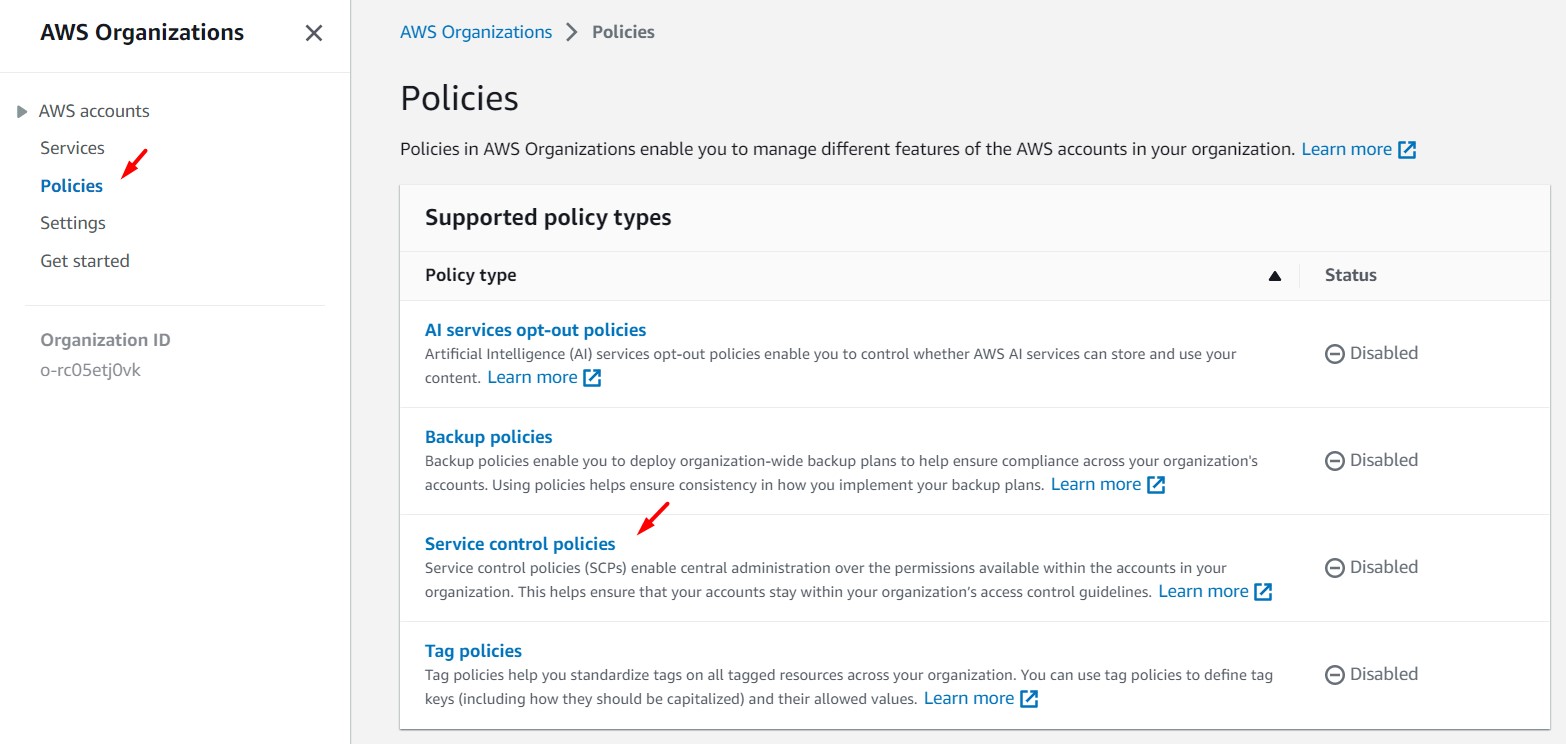 AWS Organizations
AWS accounts
Services
Policies
Settings
Get started
Organization ID
o-rc05etj0vk
AWS Organizations > Policies
Policies
Policies in AWS Organizations enable you to manage different features of the AWS accounts in your organization. Learn more
Supported policy types
Policy type
Status
AI services opt-out policies
Artificial Intelligence (AI) services opt-out policies enable you to control whether AWS AI services can store and use your
content. Learn more
Disabled
Backup policies
Backup policies enable you to deploy organization-wide backup plans to help ensure compliance across your organization's
accounts. Using policies helps ensure consistency in how you implement your backup plans. Learn more
Disabled
Service control policies
Service control policies (SCPs) enable central administration over the permissions available within the accounts in your
organization. This helps ensure that your accounts stay within your organization's access control guidelines. Learn more
Disabled
Tag policies
Tag policies help you standardize tags on all tagged resources across your organization. You can use tag policies to define tag
keys (including how they should be capitalized) and their allowed values. Learn more
Disabled